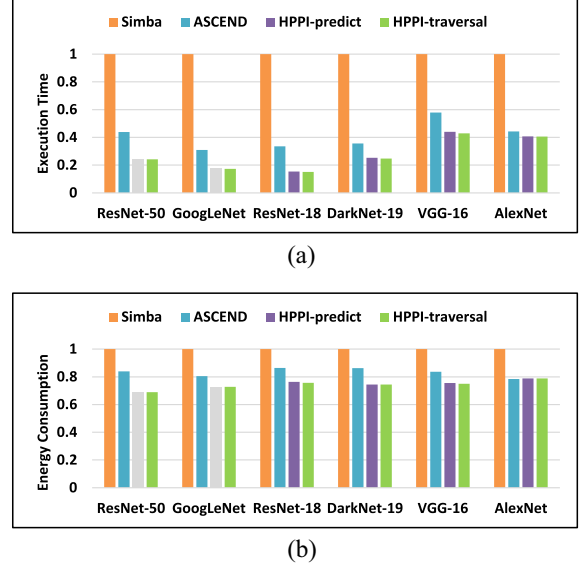 Simba ASCEND HPPI-predict HPPI-traversal
1
0.8
0.6
0.4
0.2
0
Execution Time
ResNet-50 GoogLeNet ResNet-18 DarkNet-19 VGG-16 AlexNet
(a)
Simba ASCEND HPPI-predict HPPI-traversal
1
0.8
0.6
0.4
0.2
0
Energy Consumption
ResNet-50 GoogLeNet ResNet-18 DarkNet-19 VGG-16 AlexNet
(b)